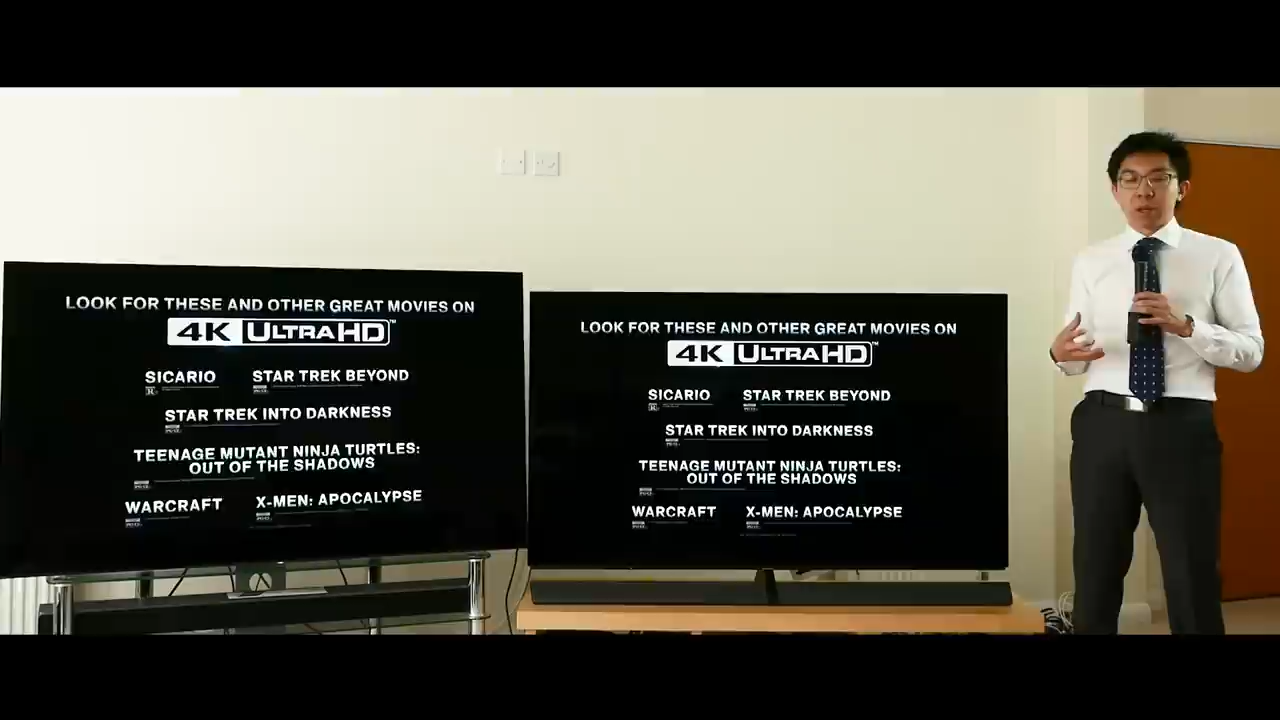 LOOK FOR THESE AND OTHER GREAT MOVIES ON
4K ULTRA HD™
SICARIO STAR TREK BEYOND
R
STAR TREK INTO DARKNESS
TEENAGE MUTANT NINJA TURTLES:
OUT OF THE SHADOWS
WARCRAFT X-MEN: APOCALYPSE
LOOK FOR THESE AND OTHER GREAT MOVIES ON
4K ULTRA HD™
SICARIO STAR TREK BEYOND
R
STAR TREK INTO DARKNESS
TEENAGE MUTANT NINJA TURTLES:
OUT OF THE SHADOWS
WARCRAFT X-MEN: APOCALYPSE